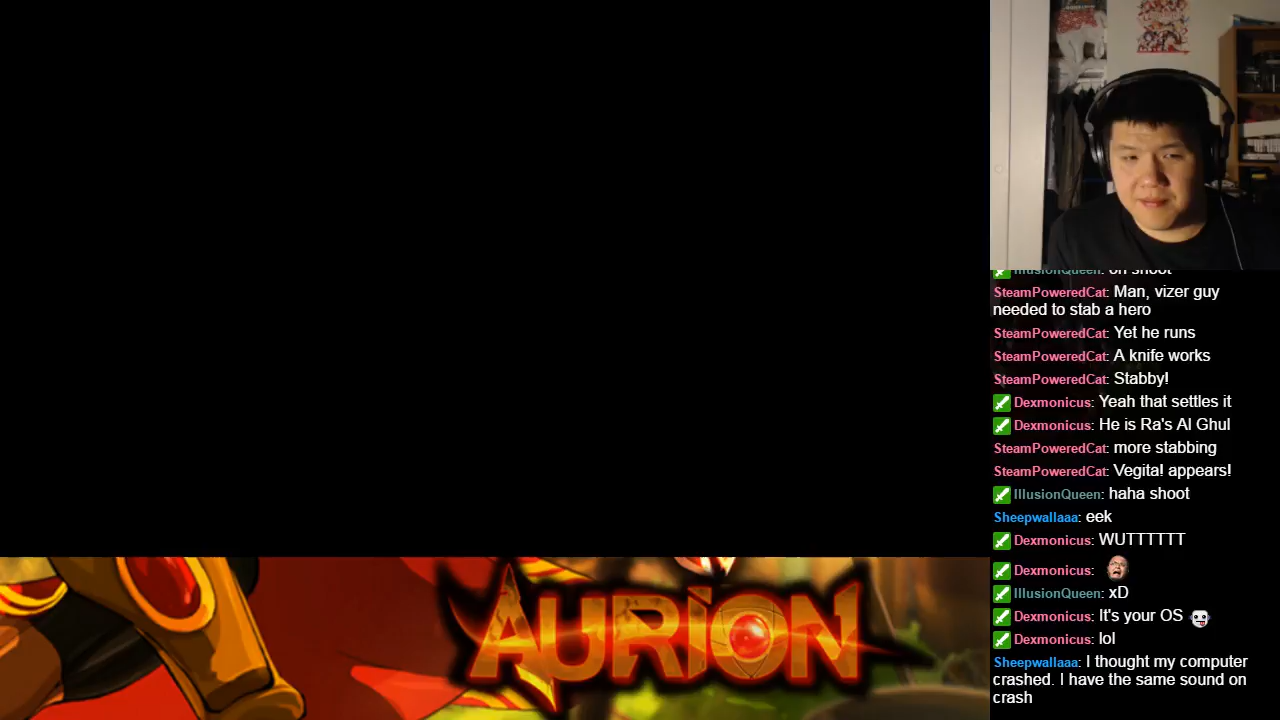 IllusionQueen: oh shoot
SteamPoweredCat: Man, vizer guy
needed to stab a hero
SteamPoweredCat: Yet he runs
SteamPoweredCat: A knife works
SteamPoweredCat: Stabby!
Dexmonicus: Yeah that settles it
Dexmonicus: He is Ra's Al Ghul
SteamPoweredCat: more stabbing
SteamPoweredCat: Vegita! appears!
IllusionQueen: haha shoot
Sheepwallaaa: eek
Dexmonicus: WUTTTTTT
Dexmonicus:
IllusionQueen: xD
Dexmonicus: It's your OS
Dexmonicus: lol
Sheepwallaaa: I thought my computer
crashed. I have the same sound on
crash
AURION